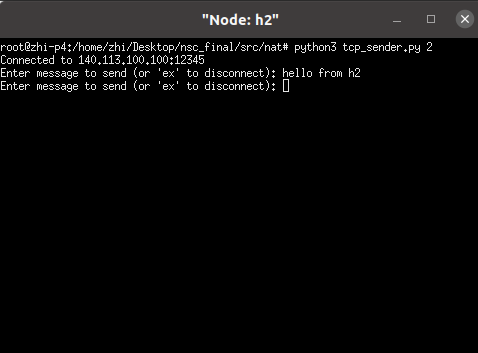 "Node: h2"
root@zhi-p4:/home/zhi/Desktop/nsc_final/src/nat# python3 tcp_sender.py 2
Connected to 140.113.100.100:12345
Enter message to send (or 'ex' to disconnect): hello from h2
Enter message to send (or 'ex' to disconnect):